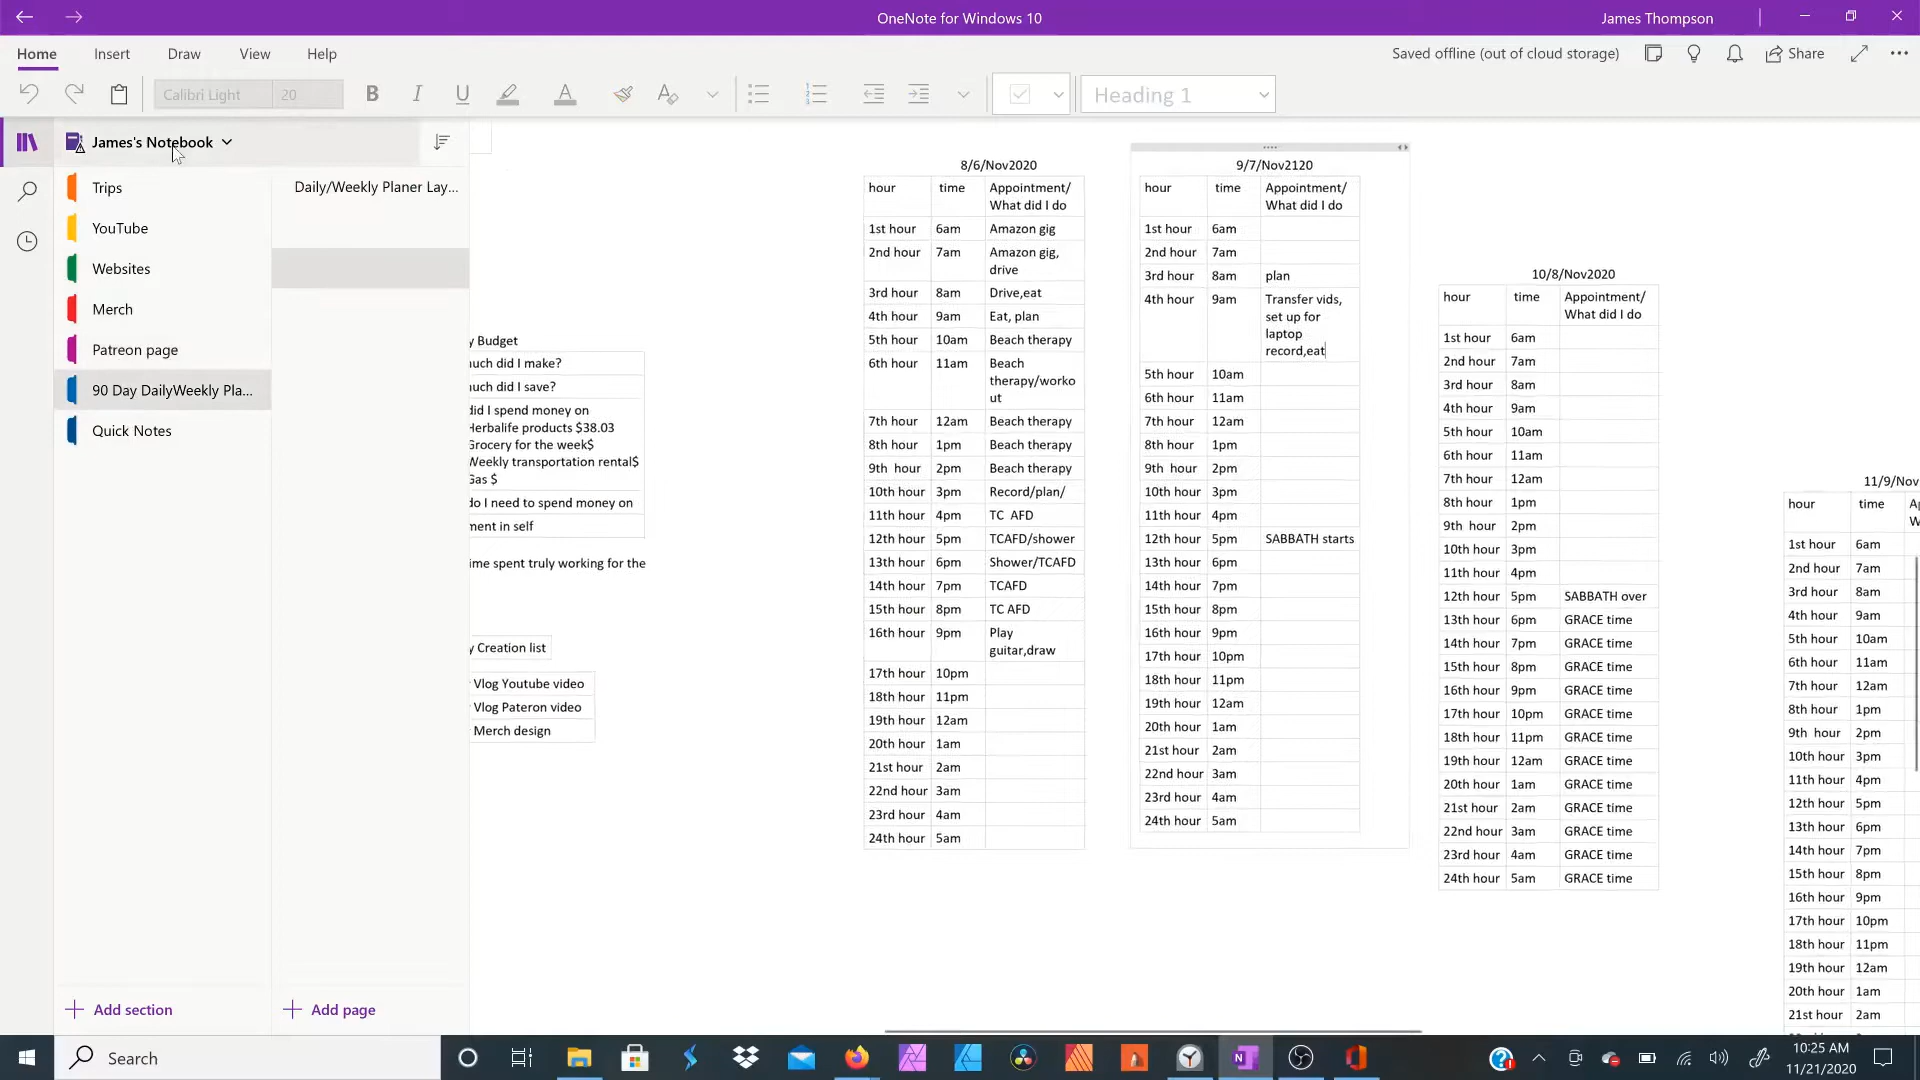 OneNote for Windows 10
James Thompson
Home
Insert
Draw
View
Help
Saved offline (out of cloud storage)
Share
Calibri Light
20
B
I
U
A
Heading 1
James's Notebook
Trips
YouTube
Websites
Merch
Patreon page
90 Day DailyWeekly Pla...
Quick Notes
Add section
Daily/Weekly Planer Lay...
Add page
y Budget
uch did I make?
uch did I save?
did I spend money on
Herbalife products $38.03
Grocery for the week$
Weekly transportation rental$
Gas $
do I need to spend money on
ment in self
ime spent truly working for the
y Creation list
Vlog Youtube video
Vlog Pateron video
Merch design
8/6/Nov2020
hour time Appointment/
What did I do
1st hour 6am Amazon gig
2nd hour 7am Amazon gig,
drive
3rd hour 8am Drive,eat
4th hour 9am Eat, plan
5th hour 10am Beach therapy
6th hour 11am Beach
therapy/worko
ut
7th hour 12am Beach therapy
8th hour 1pm Beach therapy
9th hour 2pm Beach therapy
10th hour 3pm Record/plan/
11th hour 4pm TC AFD
12th hour 5pm TCAFD/shower
13th hour 6pm Shower/TCAFD
14th hour 7pm TCAFD
15th hour 8pm TC AFD
16th hour 9pm Play
guitar,draw
17th hour 10pm
18th hour 11pm
19th hour 12am
20th hour 1am
21st hour 2am
22nd hour 3am
23rd hour 4am
24th hour 5am
9/7/Nov2120
hour time Appointment/
What did I do
1st hour 6am
2nd hour 7am
3rd hour 8am plan
4th hour 9am Transfer vids,
set up for
laptop
record,eat
5th hour 10am
6th hour 11am
7th hour 12am
8th hour 1pm
9th hour 2pm
10th hour 3pm
11th hour 4pm
12th hour 5pm SABBATH starts
13th hour 6pm
14th hour 7pm
15th hour 8pm
16th hour 9pm
17th hour 10pm
18th hour 11pm
19th hour 12am
20th hour 1am
21st hour 2am
22nd hour 3am
23rd hour 4am
24th hour 5am
10/8/Nov2020
hour time Appointment/
What did I do
1st hour 6am
2nd hour 7am
3rd hour 8am
4th hour 9am
5th hour 10am
6th hour 11am
7th hour 12am
8th hour 1pm
9th hour 2pm
10th hour 3pm
11th hour 4pm
12th hour 5pm SABBATH over
13th hour 6pm GRACE time
14th hour 7pm GRACE time
15th hour 8pm GRACE time
16th hour 9pm GRACE time
17th hour 10pm GRACE time
18th hour 11pm GRACE time
19th hour 12am GRACE time
20th hour 1am GRACE time
21st hour 2am GRACE time
22nd hour 3am GRACE time
23rd hour 4am GRACE time
24th hour 5am GRACE time
11/9/Nov
hour time A
W
1st hour 6am
2nd hour 7am
3rd hour 8am
4th hour 9am
5th hour 10am
6th hour 11am
7th hour 12am
8th hour 1pm
9th hour 2pm
10th hour 3pm
11th hour 4pm
12th hour 5pm
13th hour 6pm
14th hour 7pm
15th hour 8pm
16th hour 9pm
17th hour 10pm
18th hour 11pm
19th hour 12am
20th hour 1am
21st hour 2am
Search
10:25 AM
11/21/2020